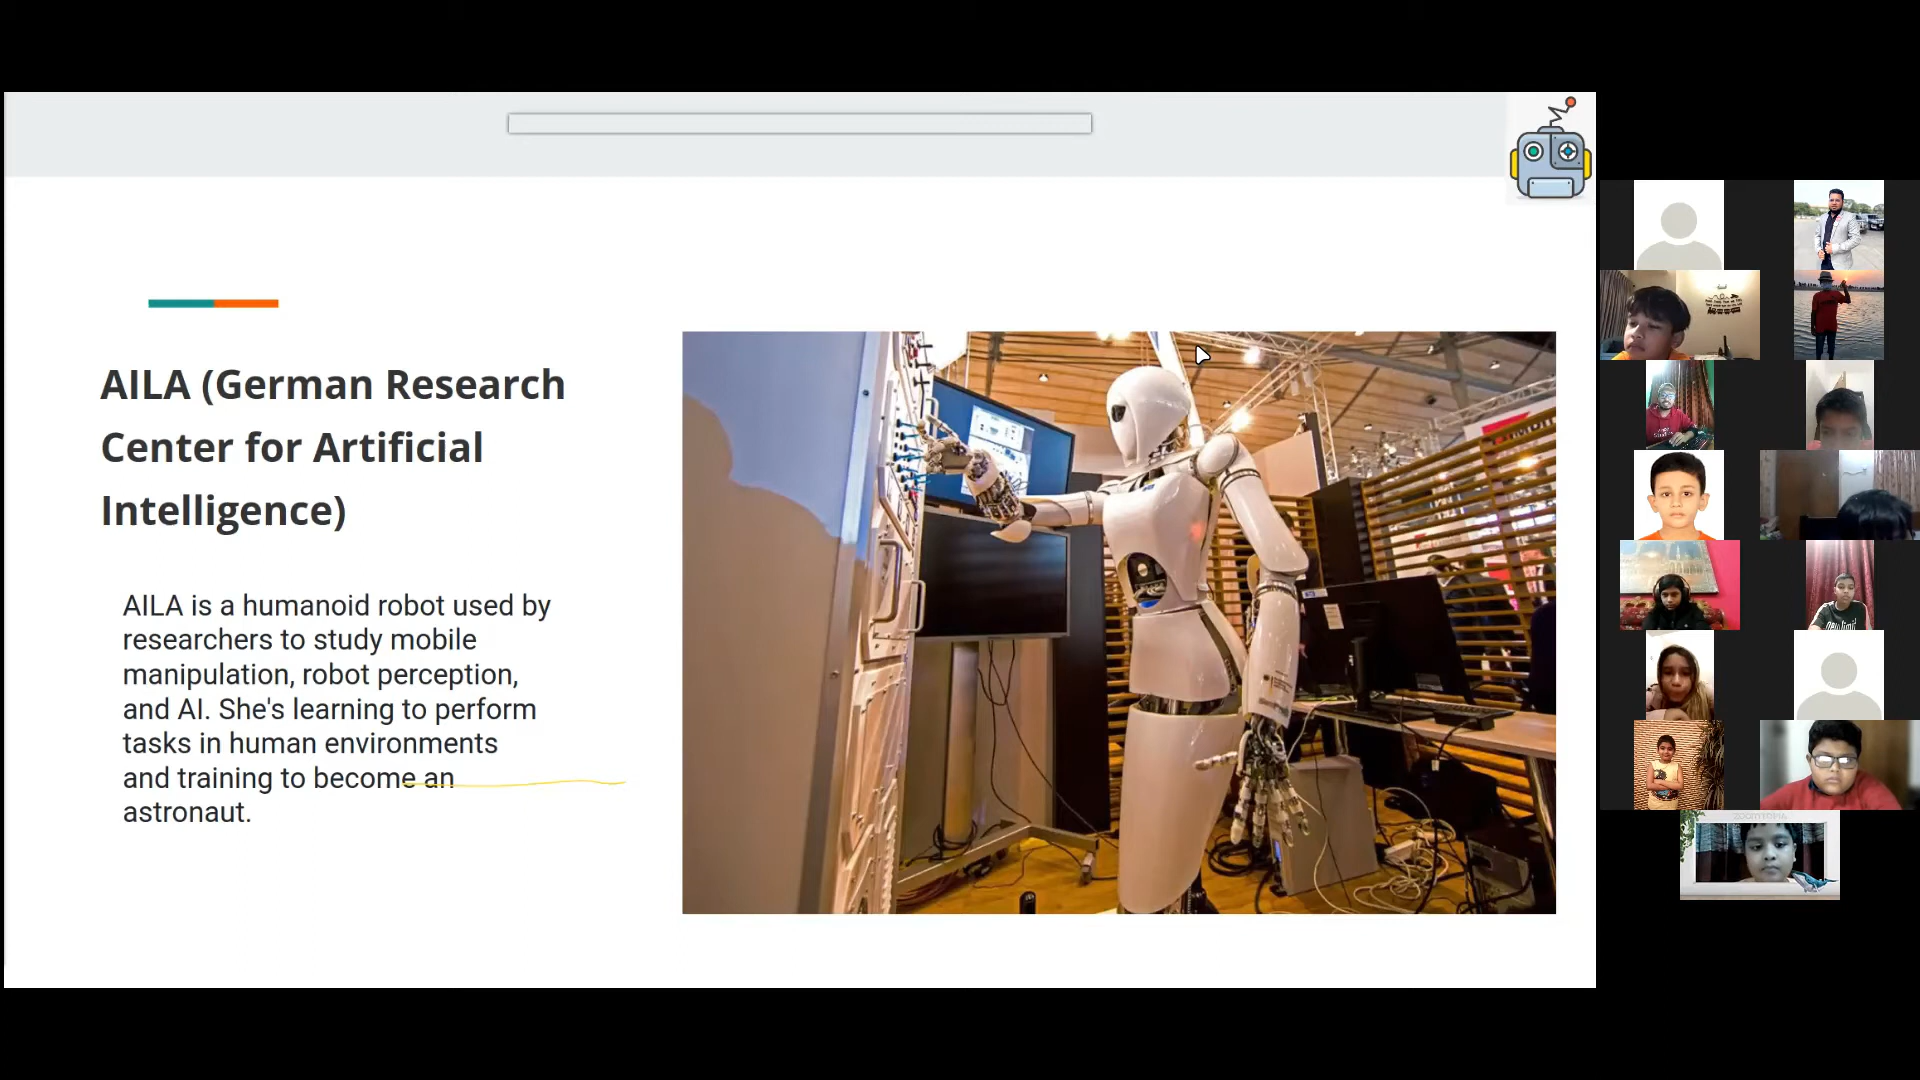 AILA (German Research
Center for Artificial
Intelligence)
AILA is a humanoid robot used by
researchers to study mobile
manipulation, robot perception,
and AI. She's learning to perform
tasks in human environments
and training to become an
astronaut.